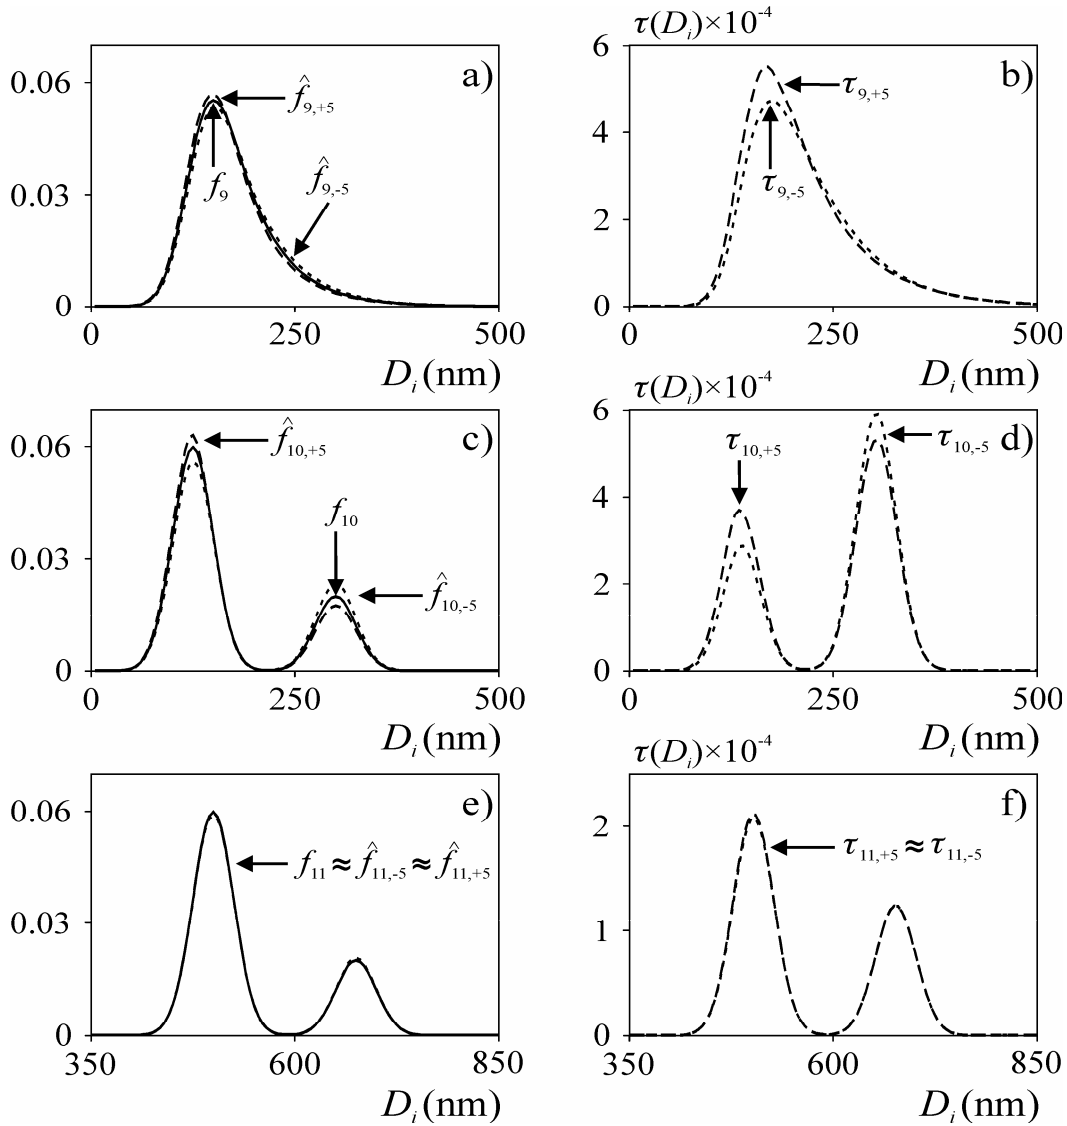 τ(Dᵢ)×10⁻⁴
0.06
0.03
0
a)
f̂₉,₊₅
f₉
f̂₉,₋₅
0 250 500
Dᵢ (nm)
6
4
2
0
b)
τ₉,₊₅
τ₉,₋₅
0 250 500
Dᵢ (nm)
0.06
0.03
0
c)
f̂₁₀,₊₅
f₁₀
f̂₁₀,₋₅
0 250 500
Dᵢ (nm)
τ(Dᵢ)×10⁻⁴
6
4
2
0
d)
τ₁₀,₊₅
τ₁₀,₋₅
0 250 500
Dᵢ (nm)
0.06
0.03
0
e)
f₁₁ ≈ f̂₁₁,₋₅ ≈ f̂₁₁,₊₅
350 600 850
Dᵢ (nm)
τ(Dᵢ)×10⁻⁴
2
1
0
f)
τ₁₁,₊₅ ≈ τ₁₁,₋₅
350 600 850
Dᵢ (nm)